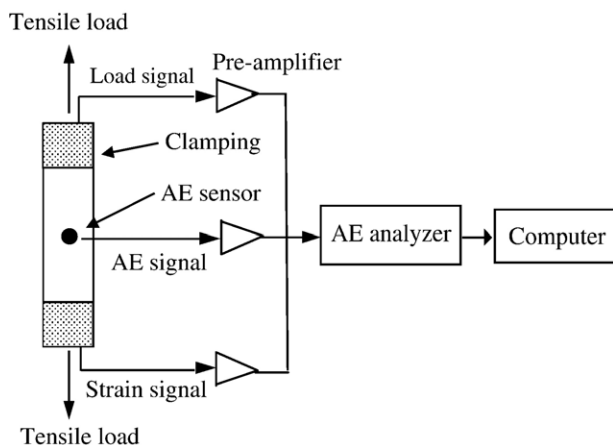 Tensile load
Load signal
Pre-amplifier
Clamping
AE sensor
AE signal
AE analyzer
Computer
Strain signal
Tensile load